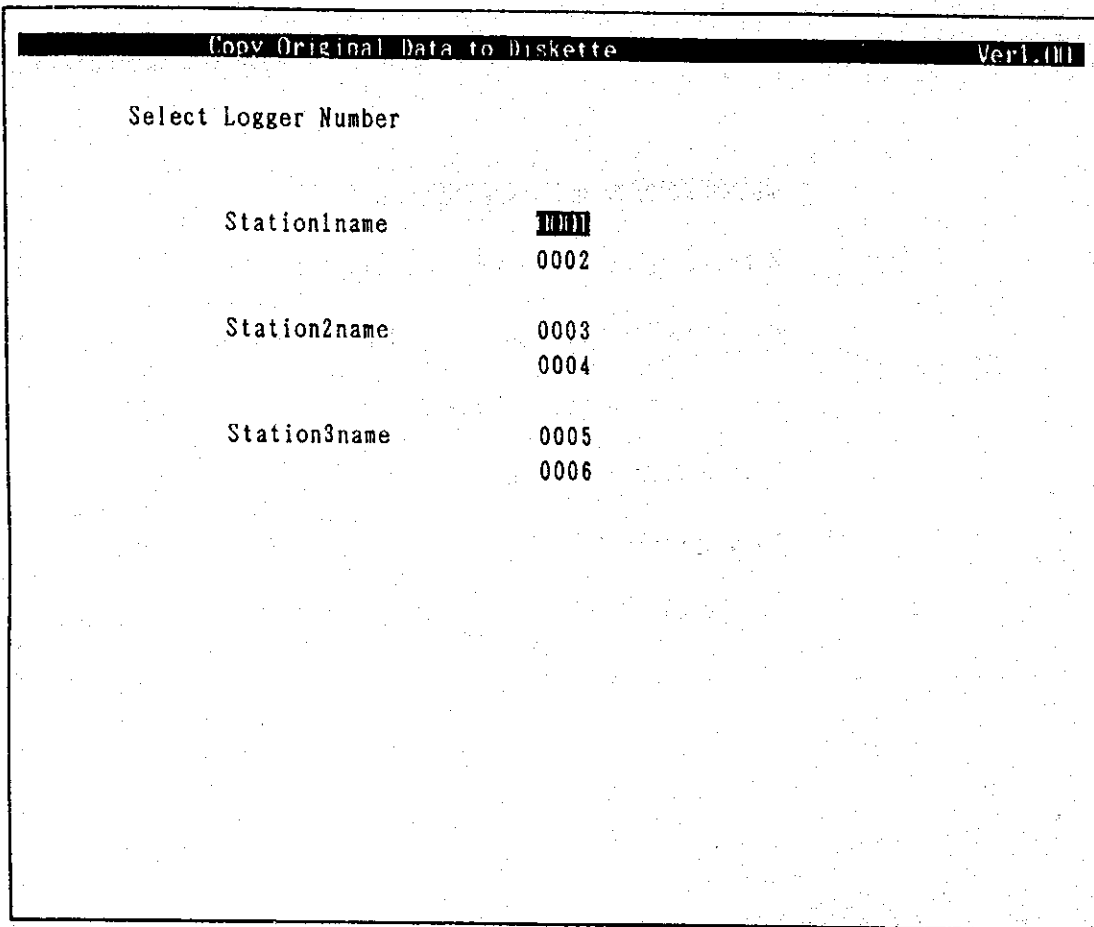 Copy Original Data to Diskette Ver1.00
Select Logger Number
Station1name 0001
0002
Station2name 0003
0004
Station3name 0005
0006